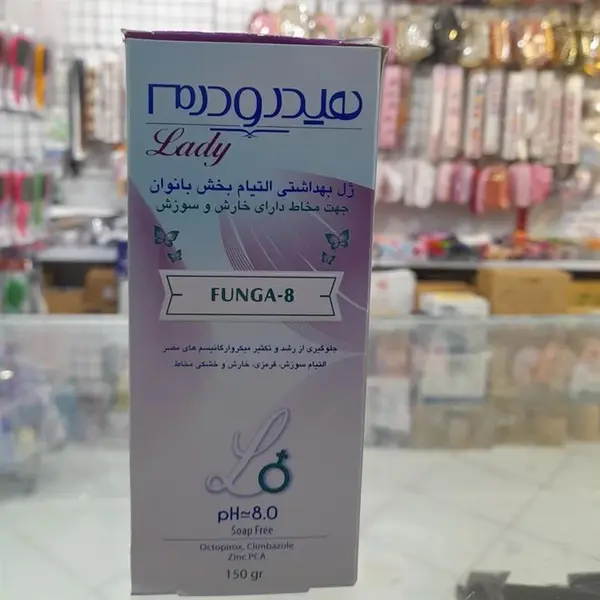 هیدرودرم
Lady
ژل بهداشتی التیام بخش بانوان
جهت مخاط دارای خارش و سوزش
FUNGA-8
جلوگیری از رشد و تکثیر میکروارگانیسم های مضر
التیام سوزش، قرمزی، خارش و خشکی مخاط
pH≃8.0
Soap Free
Octopirox, Climbazole
Zinc PCA
150 gr